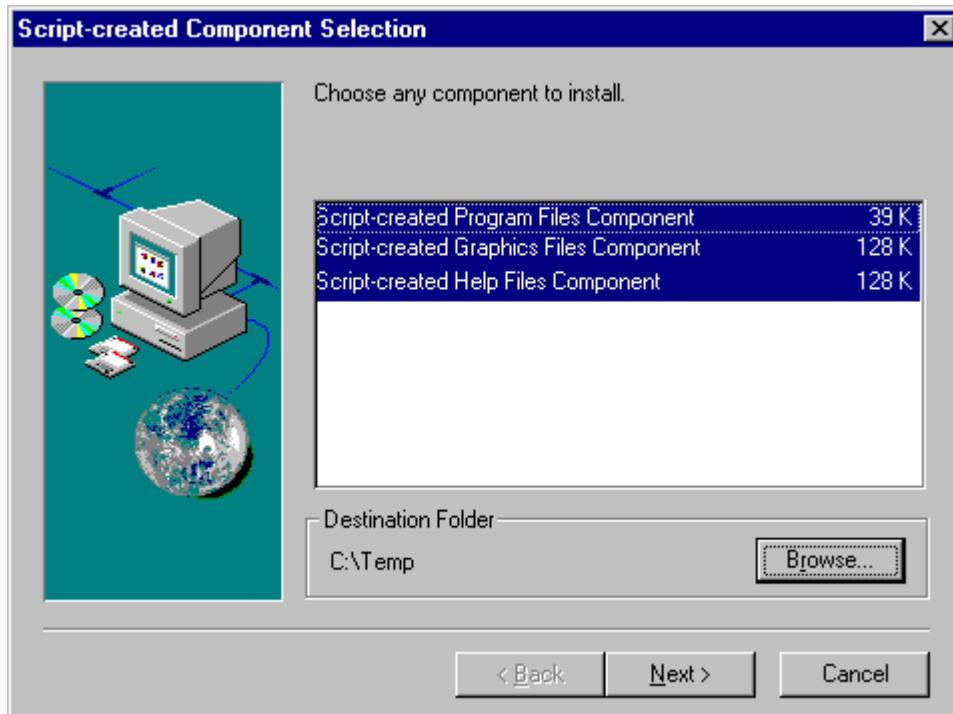 Script-created Component Selection
Choose any component to install.
Script-created Program Files Component 39 K
Script-created Graphics Files Component 128 K
Script-created Help Files Component 128 K
Destination Folder
C:\Temp
Browse...
< Back
Next >
Cancel